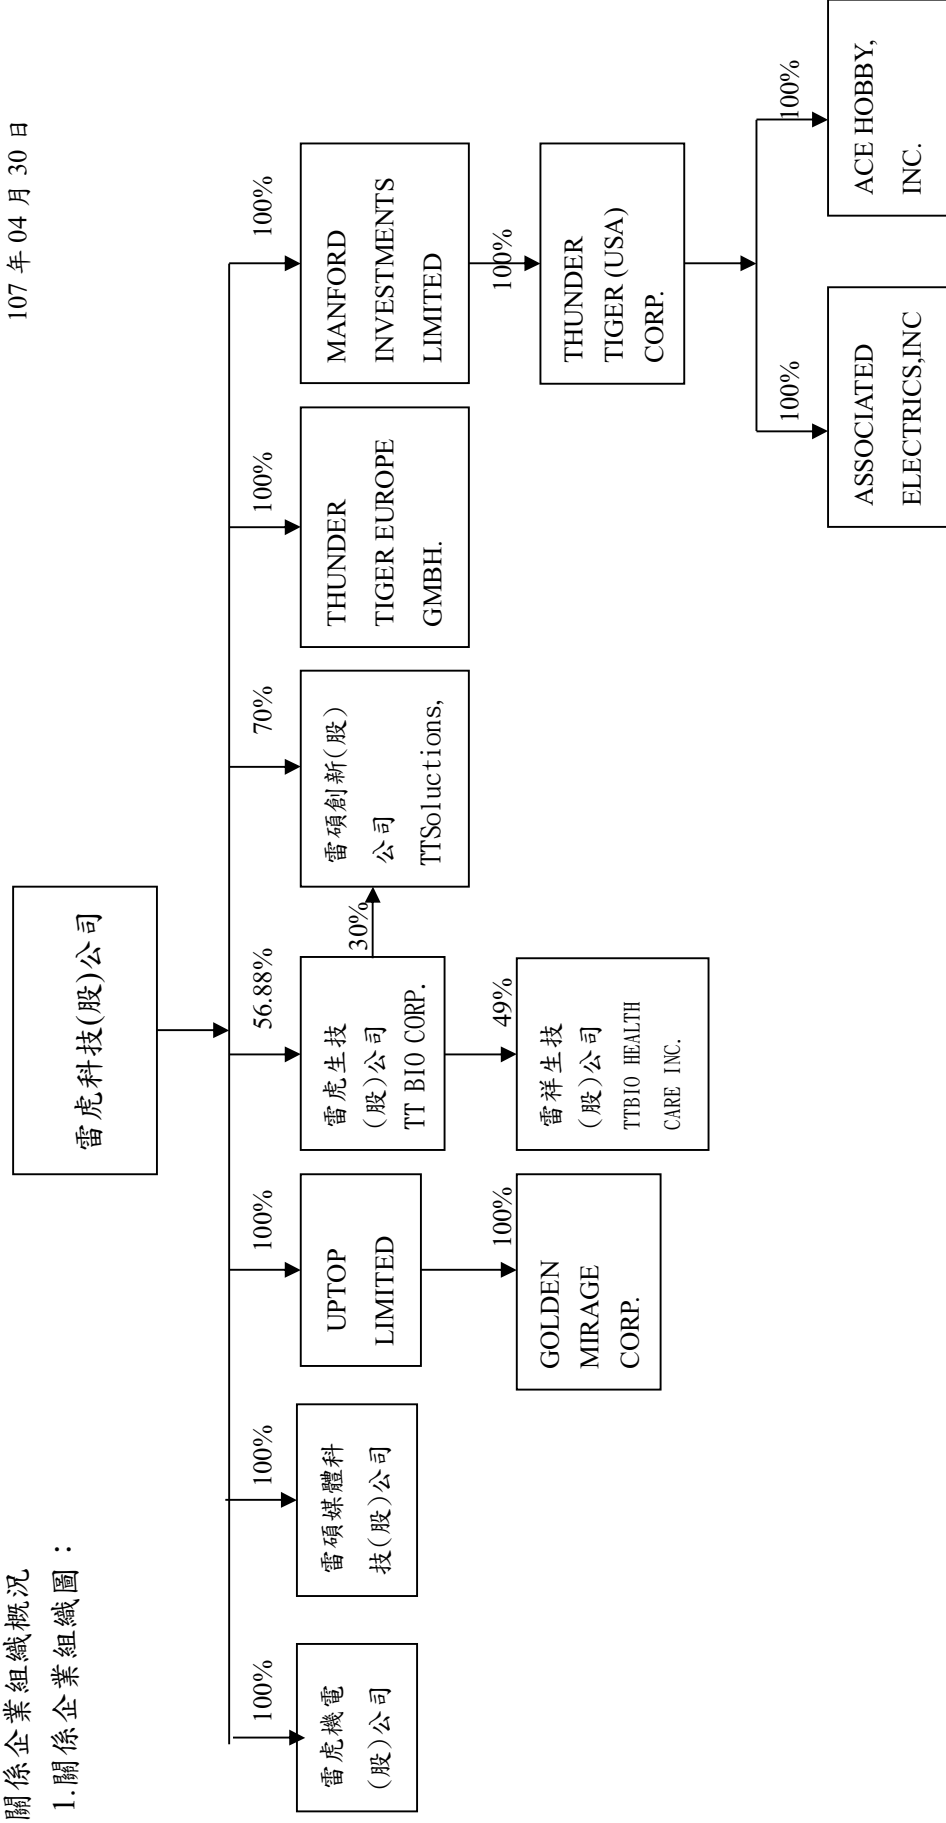 關係企業組織概況
107 年 04 月 30 日
1.關係企業組織圖：
雷虎科技(股)公司
100%
雷虎機電
(股)公司
100%
雷碩媒體科
技(股)公司
100%
UPTOP
LIMITED
100%
GOLDEN
MIRAGE
CORP.
56.88%
雷虎生技
(股)公司
TT BIO CORP.
30%
49%
雷祥生技
(股)公司
TTBIO HEALTH
CARE INC.
70%
雷碩創新(股)
公司
TTSoluctions,
100%
THUNDER
TIGER EUROPE
GMBH.
100%
MANFORD
INVESTMENTS
LIMITED
100%
THUNDER
TIGER (USA)
CORP.
100%
ASSOCIATED
ELECTRICS,INC
100%
ACE HOBBY,
INC.